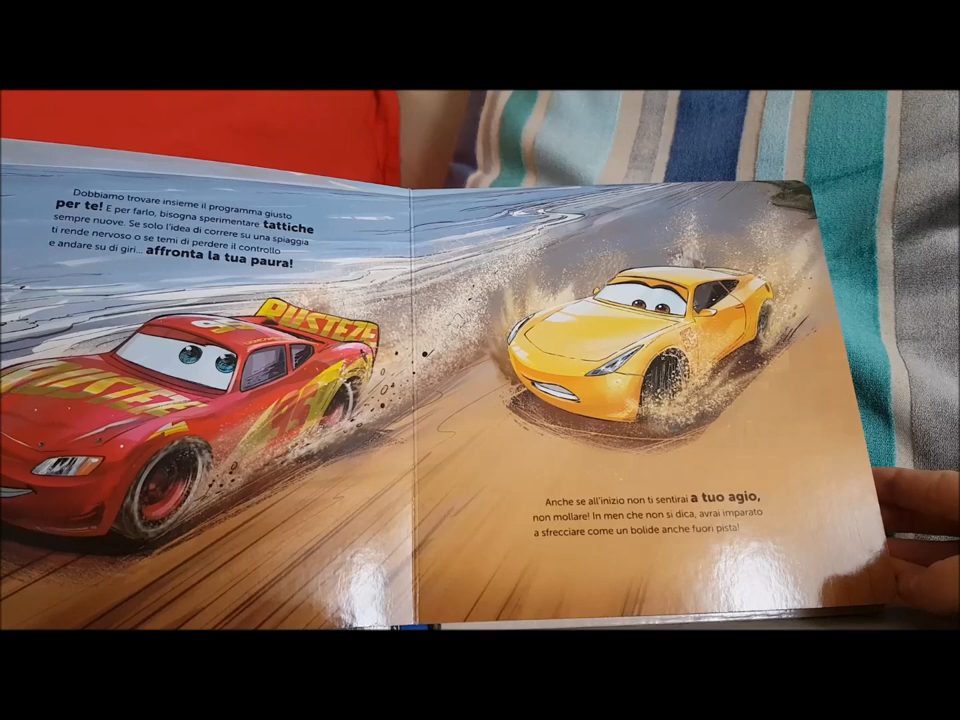 Dobbiamo trovare insieme il programma giusto
per te! E per farlo, bisogna sperimentare tattiche
sempre nuove. Se solo l'idea di correre su una spiaggia
ti rende nervoso o se temi di perdere il controllo
e andare su di giri... affronta la tua paura!
RUSTEZE
RUSTEZE
Anche se all'inizio non ti sentirai a tuo agio,
non mollare! In men che non si dica, avrai imparato
a sfrecciare come un bolide anche fuori pista!